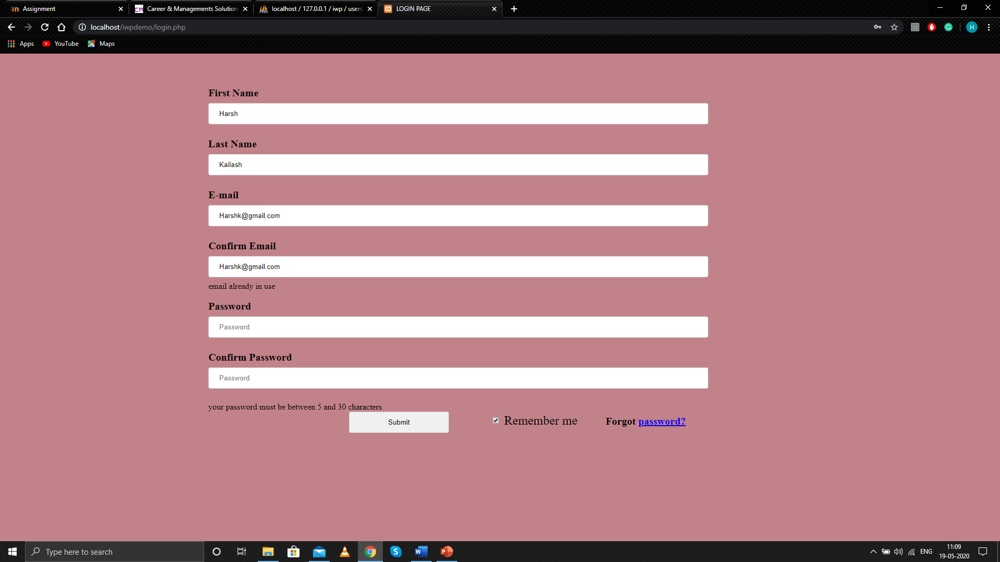 Assignment
Career & Managements Solution
localhost / 127.0.0.1 / iwp / users
LOGIN PAGE
localhost/iwpdemo/login.php
H
Apps
YouTube
Maps
First Name
Harsh
Last Name
Kailash
E-mail
Harshk@gmail.com
Confirm Email
Harshk@gmail.com
email already in use
Password
Password
Confirm Password
Password
your password must be between 5 and 30 characters
Submit
Remember me
Forgot password?
Type here to search
ENG
11:09
19-05-2020